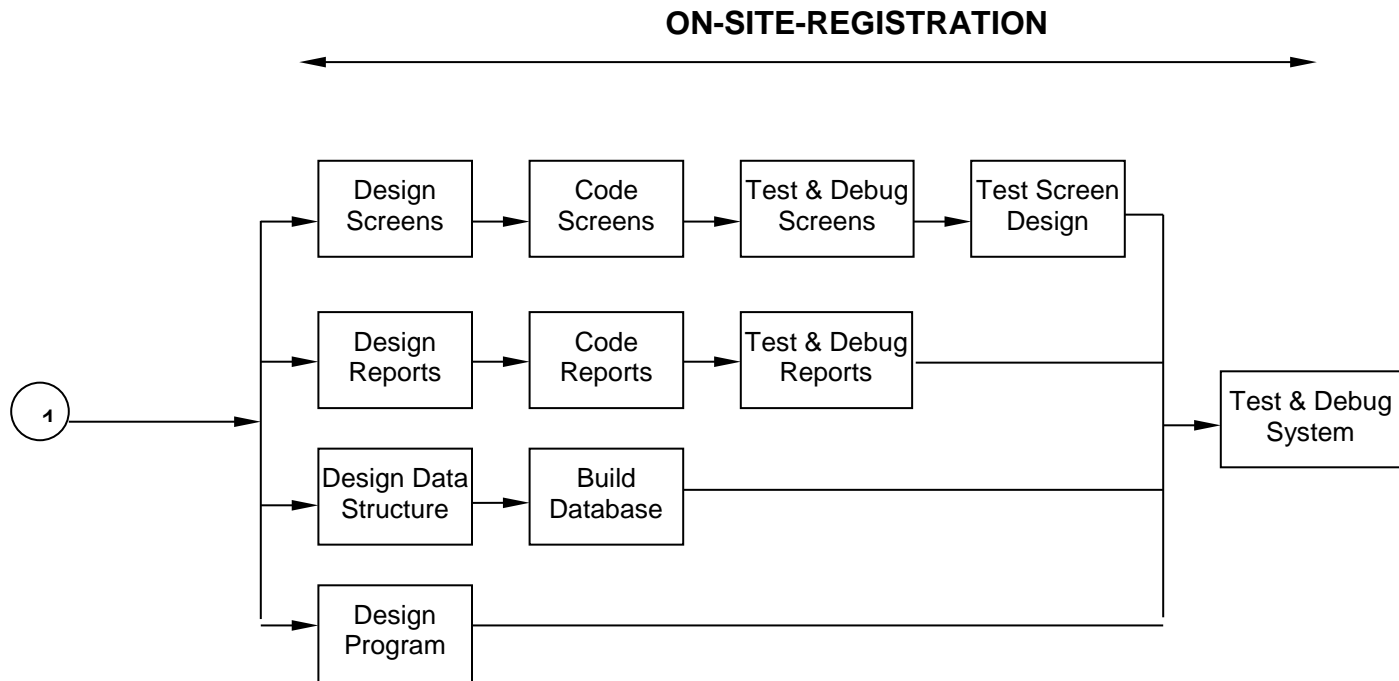 ON-SITE-REGISTRATION
Design
Screens
Code
Screens
Test & Debug
Screens
Test Screen
Design
Design
Reports
Code
Reports
Test & Debug
Reports
1
Test & Debug
System
Design Data
Structure
Build
Database
Design
Program